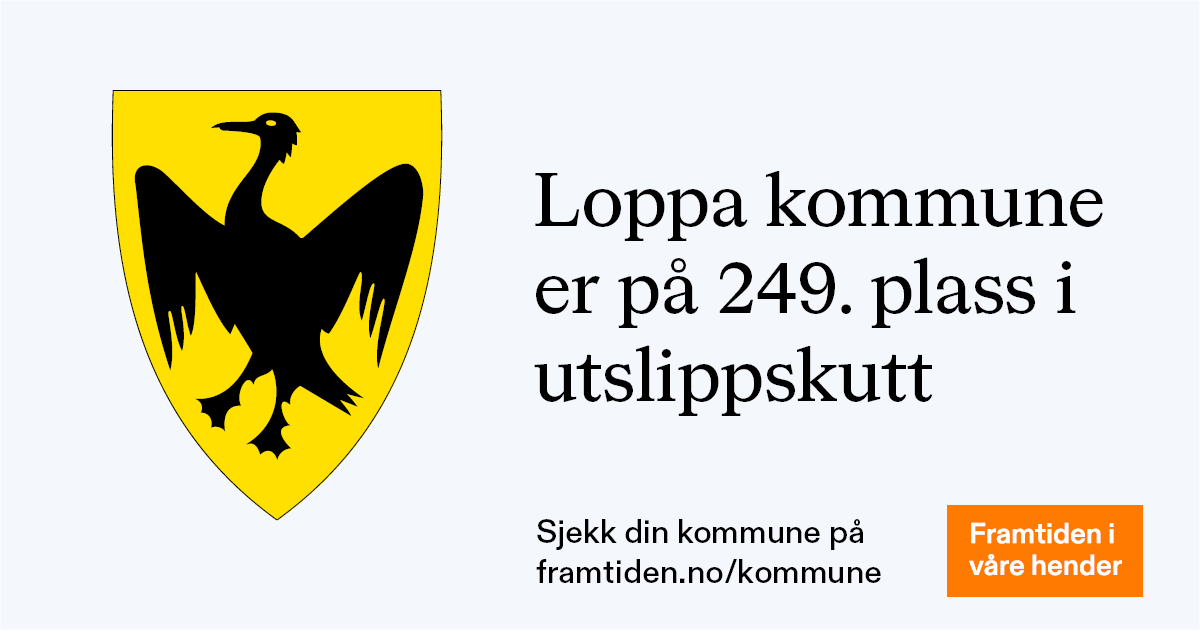 Loppa kommune
er på 249. plass i
utslippskutt
Sjekk din kommune på
framtiden.no/kommune
Framtiden i
våre hender